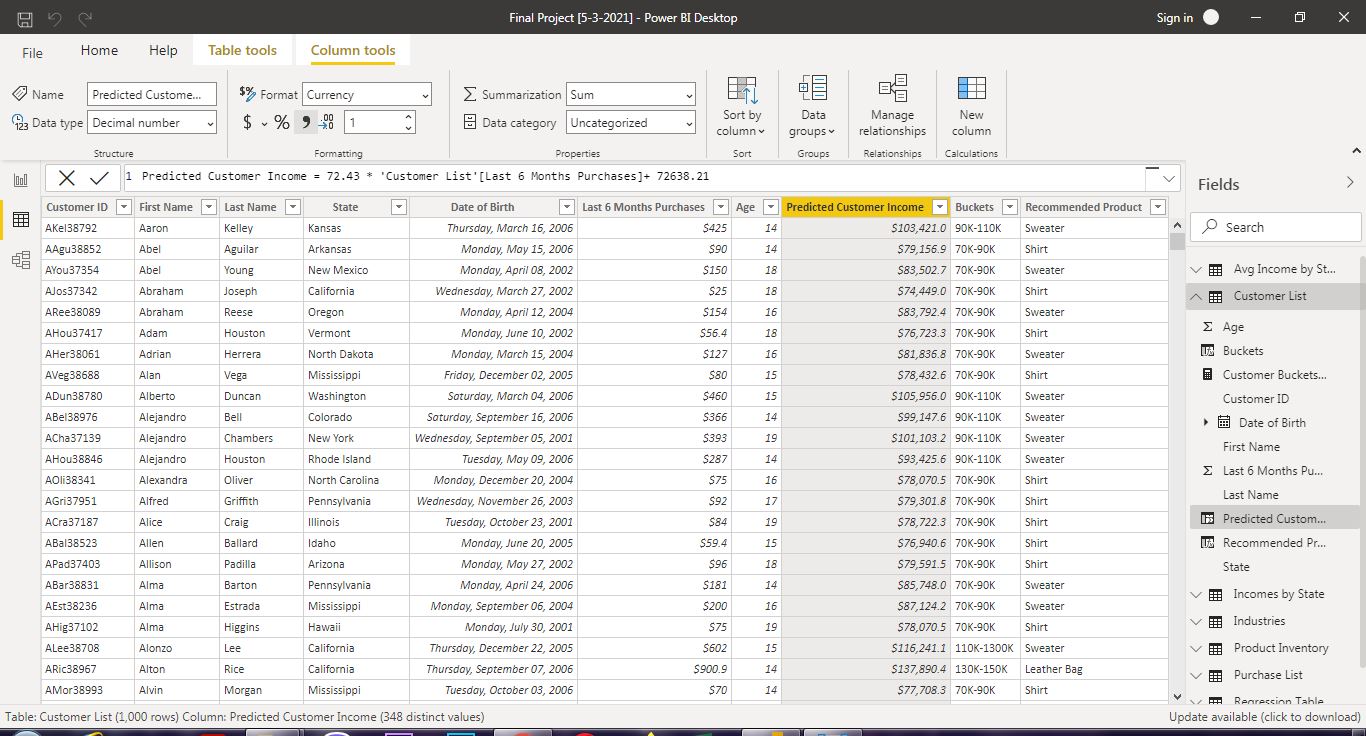 Final Project [5-3-2021] - Power BI Desktop
Sign in
File Home Help Table tools Column tools
Name Predicted Custome... $% Format Currency Summarization Sum
Data type Decimal number $ % 1 Data category Uncategorized
Sort by column
Data groups
Manage relationships
New column
Structure Formatting Properties Sort Groups Relationships Calculations
1 Predicted Customer Income = 72.43 * 'Customer List'[Last 6 Months Purchases]+ 72638.21
Customer ID First Name Last Name State Date of Birth Last 6 Months Purchases Age Predicted Customer Income Buckets Recommended Product
AKel38792 Aaron Kelley Kansas Thursday, March 16, 2006 $425 14 $103,421.0 90K-110K Sweater
AAgu38852 Abel Aguilar Arkansas Monday, May 15, 2006 $90 14 $79,156.9 70K-90K Shirt
AYou37354 Abel Young New Mexico Monday, April 08, 2002 $150 18 $83,502.7 70K-90K Sweater
AJos37342 Abraham Joseph California Wednesday, March 27, 2002 $25 18 $74,449.0 70K-90K Shirt
ARee38089 Abraham Reese Oregon Monday, April 12, 2004 $154 16 $83,792.4 70K-90K Sweater
AHou37417 Adam Houston Vermont Monday, June 10, 2002 $56.4 18 $76,723.3 70K-90K Shirt
AHer38061 Adrian Herrera North Dakota Monday, March 15, 2004 $127 16 $81,836.8 70K-90K Sweater
AVeg38688 Alan Vega Mississippi Friday, December 02, 2005 $80 15 $78,432.6 70K-90K Shirt
ADun38780 Alberto Duncan Washington Saturday, March 04, 2006 $460 15 $105,956.0 90K-110K Sweater
ABel38976 Alejandro Bell Colorado Saturday, September 16, 2006 $366 14 $99,147.6 90K-110K Sweater
ACha37139 Alejandro Chambers New York Wednesday, September 05, 2001 $393 19 $101,103.2 90K-110K Sweater
AHou38846 Alejandro Houston Rhode Island Tuesday, May 09, 2006 $287 14 $93,425.6 90K-110K Sweater
AOli38341 Alexandra Oliver North Carolina Monday, December 20, 2004 $75 16 $78,070.5 70K-90K Shirt
AGri37951 Alfred Griffith Pennsylvania Wednesday, November 26, 2003 $92 17 $79,301.8 70K-90K Shirt
ACra37187 Alice Craig Illinois Tuesday, October 23, 2001 $84 19 $78,722.3 70K-90K Shirt
ABal38523 Allen Ballard Idaho Monday, June 20, 2005 $59.4 15 $76,940.6 70K-90K Shirt
APad37403 Allison Padilla Arizona Monday, May 27, 2002 $96 18 $79,591.5 70K-90K Shirt
ABar38831 Alma Barton Pennsylvania Monday, April 24, 2006 $181 14 $85,748.0 70K-90K Sweater
AEst38236 Alma Estrada Mississippi Monday, September 06, 2004 $200 16 $87,124.2 70K-90K Sweater
AHig37102 Alma Higgins Hawaii Monday, July 30, 2001 $75 19 $78,070.5 70K-90K Shirt
ALee38708 Alonzo Lee California Thursday, December 22, 2005 $602 15 $116,241.1 110K-1300K Sweater
ARic38967 Alton Rice California Thursday, September 07, 2006 $900.9 14 $137,890.4 130K-150K Leather Bag
AMor38993 Alvin Morgan Mississippi Tuesday, October 03, 2006 $70 14 $77,708.3 70K-90K Shirt
Fields
Search
Avg Income by St...
Customer List
Age
Buckets
Customer Buckets...
Customer ID
Date of Birth
First Name
Last 6 Months Pu...
Last Name
Predicted Custom...
Recommended Pr...
State
Incomes by State
Industries
Product Inventory
Purchase List
Regression Table
Table: Customer List (1,000 rows) Column: Predicted Customer Income (348 distinct values)
Update available (click to download)